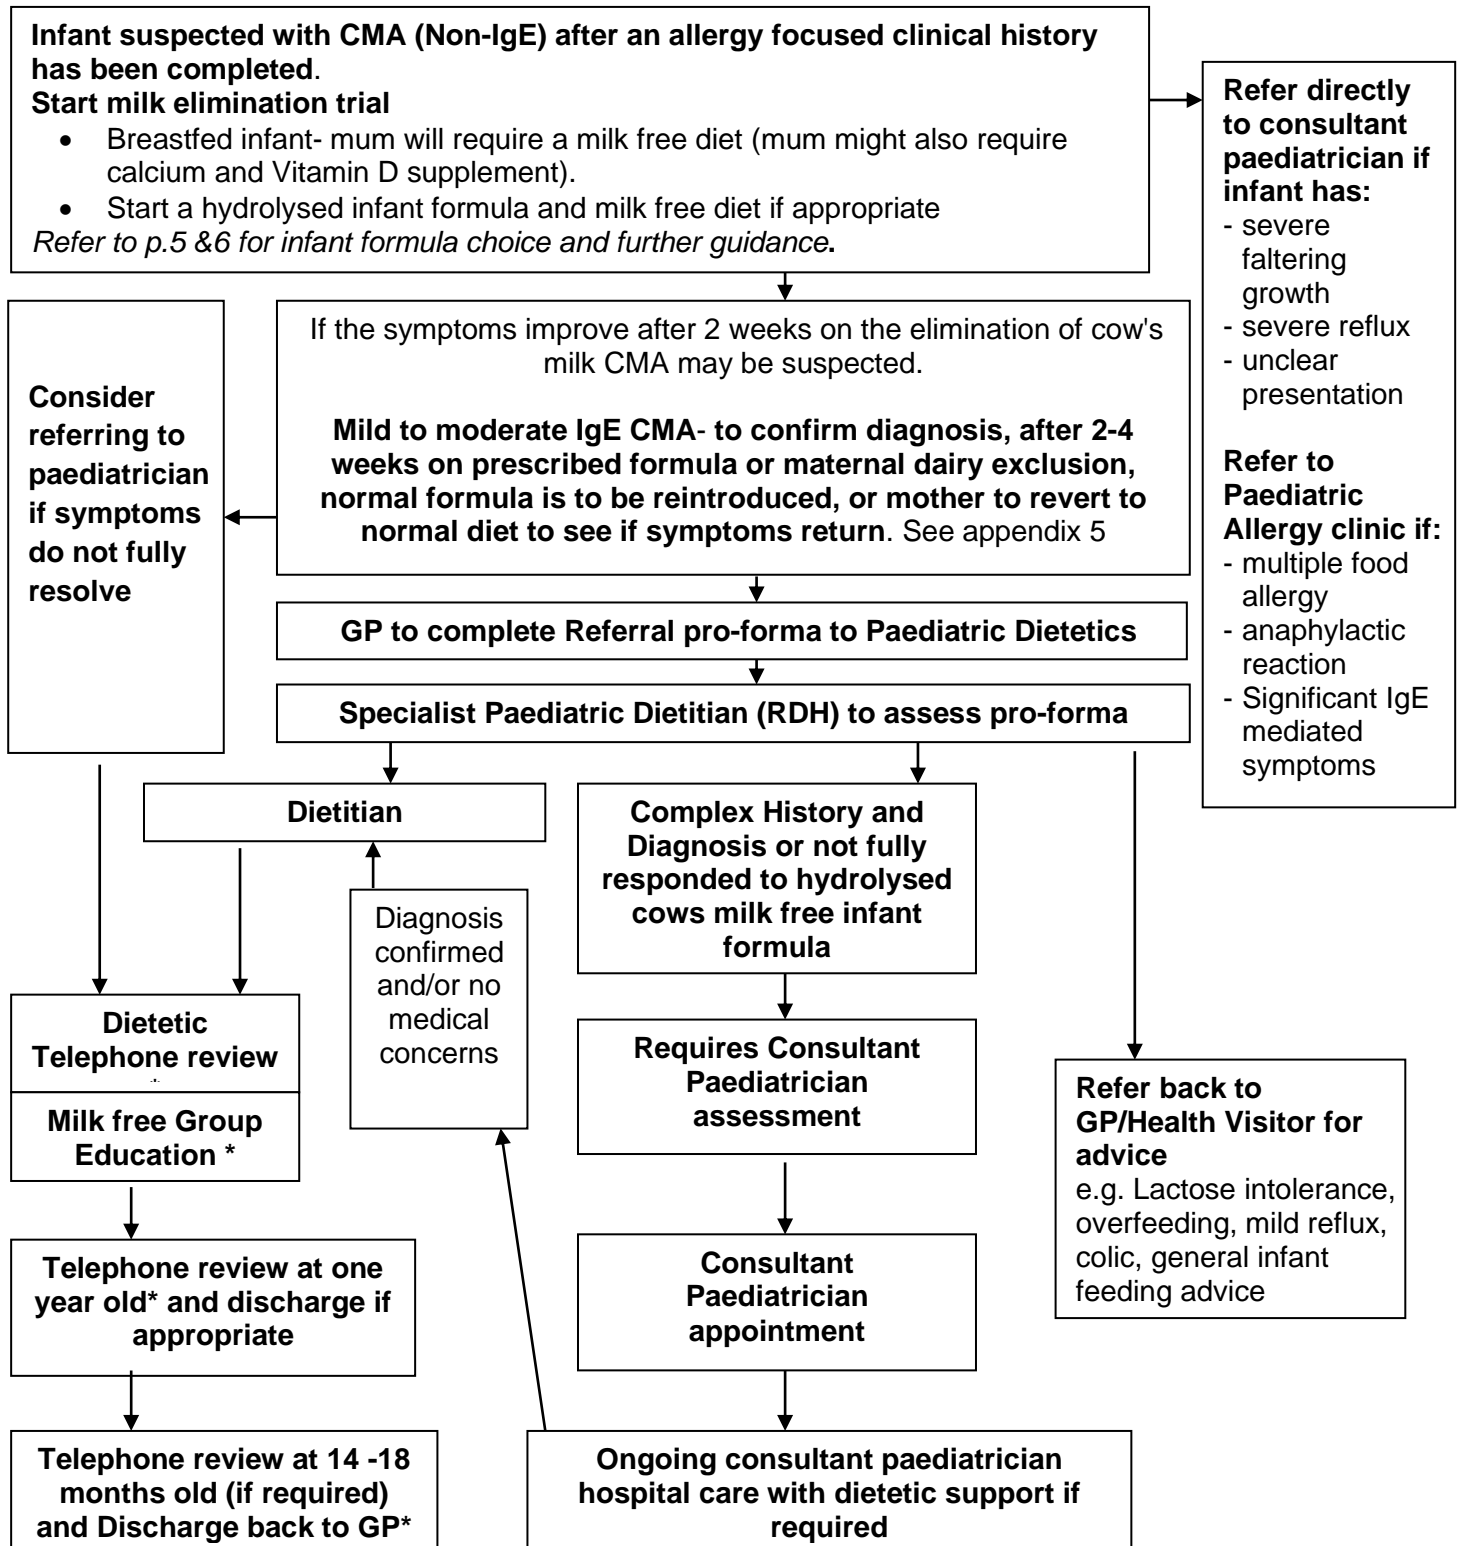 Infant suspected with CMA (Non-IgE) after an allergy focused clinical history
has been completed.
Start milk elimination trial
• Breastfed infant- mum will require a milk free diet (mum might also require
calcium and Vitamin D supplement).
• Start a hydrolysed infant formula and milk free diet if appropriate
Refer to p.5 &6 for infant formula choice and further guidance.
Refer directly
to consultant
paediatrician if
infant has:
- severe
faltering
growth
- severe reflux
- unclear
presentation
Refer to
Paediatric
Allergy clinic if:
- multiple food
allergy
- anaphylactic
reaction
- Significant IgE
mediated
symptoms
If the symptoms improve after 2 weeks on the elimination of cow's
milk CMA may be suspected.
Mild to moderate IgE CMA- to confirm diagnosis, after 2-4
weeks on prescribed formula or maternal dairy exclusion,
normal formula is to be reintroduced, or mother to revert to
normal diet to see if symptoms return. See appendix 5
Consider
referring to
paediatrician
if symptoms
do not fully
resolve
GP to complete Referral pro-forma to Paediatric Dietetics
Specialist Paediatric Dietitian (RDH) to assess pro-forma
Dietitian
Diagnosis
confirmed
and/or no
medical
concerns
Complex History and
Diagnosis or not fully
responded to hydrolysed
cows milk free infant
formula
Dietetic
Telephone review
*
Milk free Group
Education *
Requires Consultant
Paediatrician
assessment
Refer back to
GP/Health Visitor for
advice
e.g. Lactose intolerance,
overfeeding, mild reflux,
colic, general infant
feeding advice
Telephone review at one
year old* and discharge if
appropriate
Consultant
Paediatrician
appointment
Telephone review at 14 -18
months old (if required)
and Discharge back to GP*
Ongoing consultant paediatrician
hospital care with dietetic support if
required